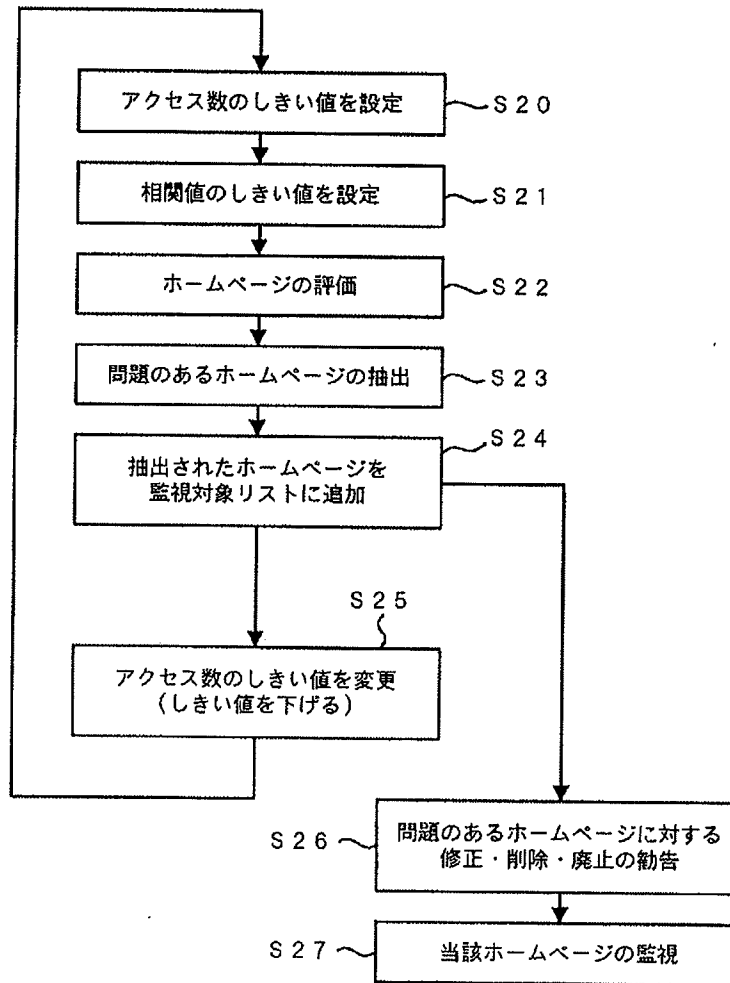 アクセス数のしきい値を設定
S20
相関値のしきい値を設定
S21
ホームページの評価
S22
問題のあるホームページの抽出
S23
抽出されたホームページを
監視対象リストに追加
S24
S25
アクセス数のしきい値を変更
(しきい値を下げる)
S26
問題のあるホームページに対する
修正・削除・廃止の勧告
S27
当該ホームページの監視